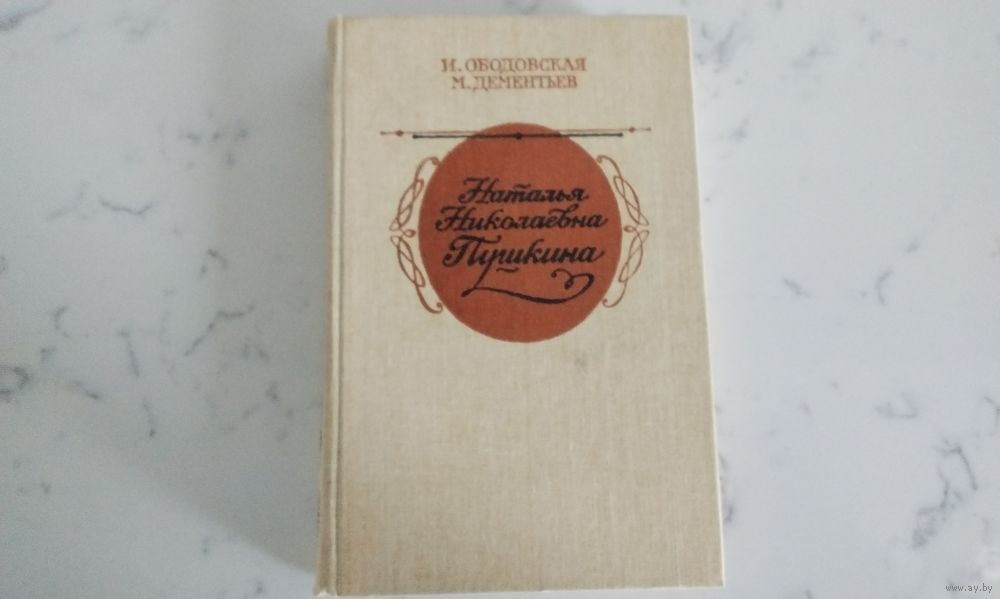 И. ОБОДОВСКАЯ
М. ДЕМЕНТЬЕВ
Наталья
Николаевна
Пушкина
www.ay.by